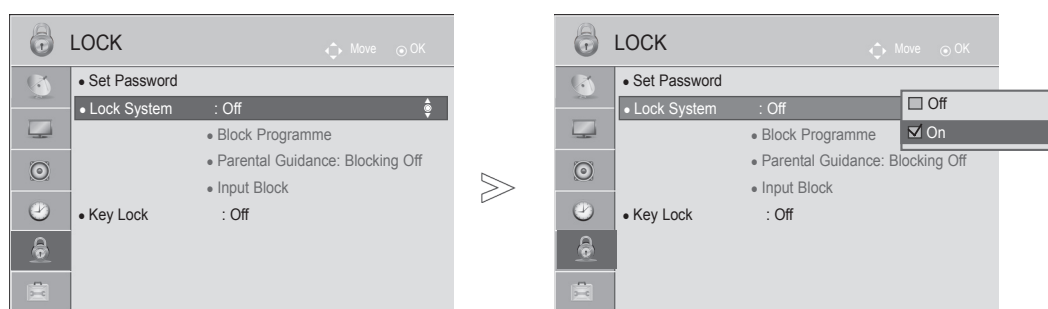 LOCK
Move OK
• Set Password
• Lock System : Off
• Block Programme
• Parental Guidance: Blocking Off
• Input Block
• Key Lock : Off
LOCK
Move OK
• Set Password
• Lock System : Off
Off
On
• Block Programme
• Parental Guidance: Blocking Off
• Input Block
• Key Lock : Off